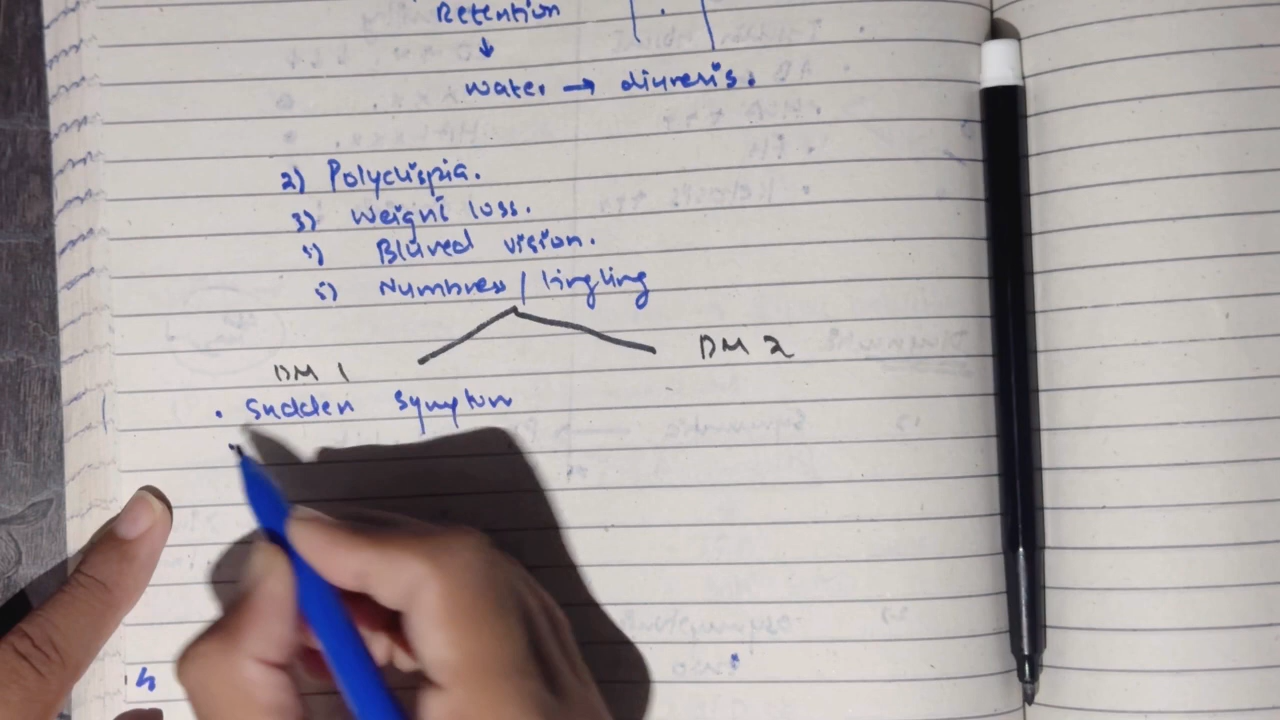 Retention
↓
water → diuresis.
2) Polydispia.
3) Weight loss.
4) Blured vision.
5) Numbness / tingling
DM 1 DM 2
• Sudden symptom